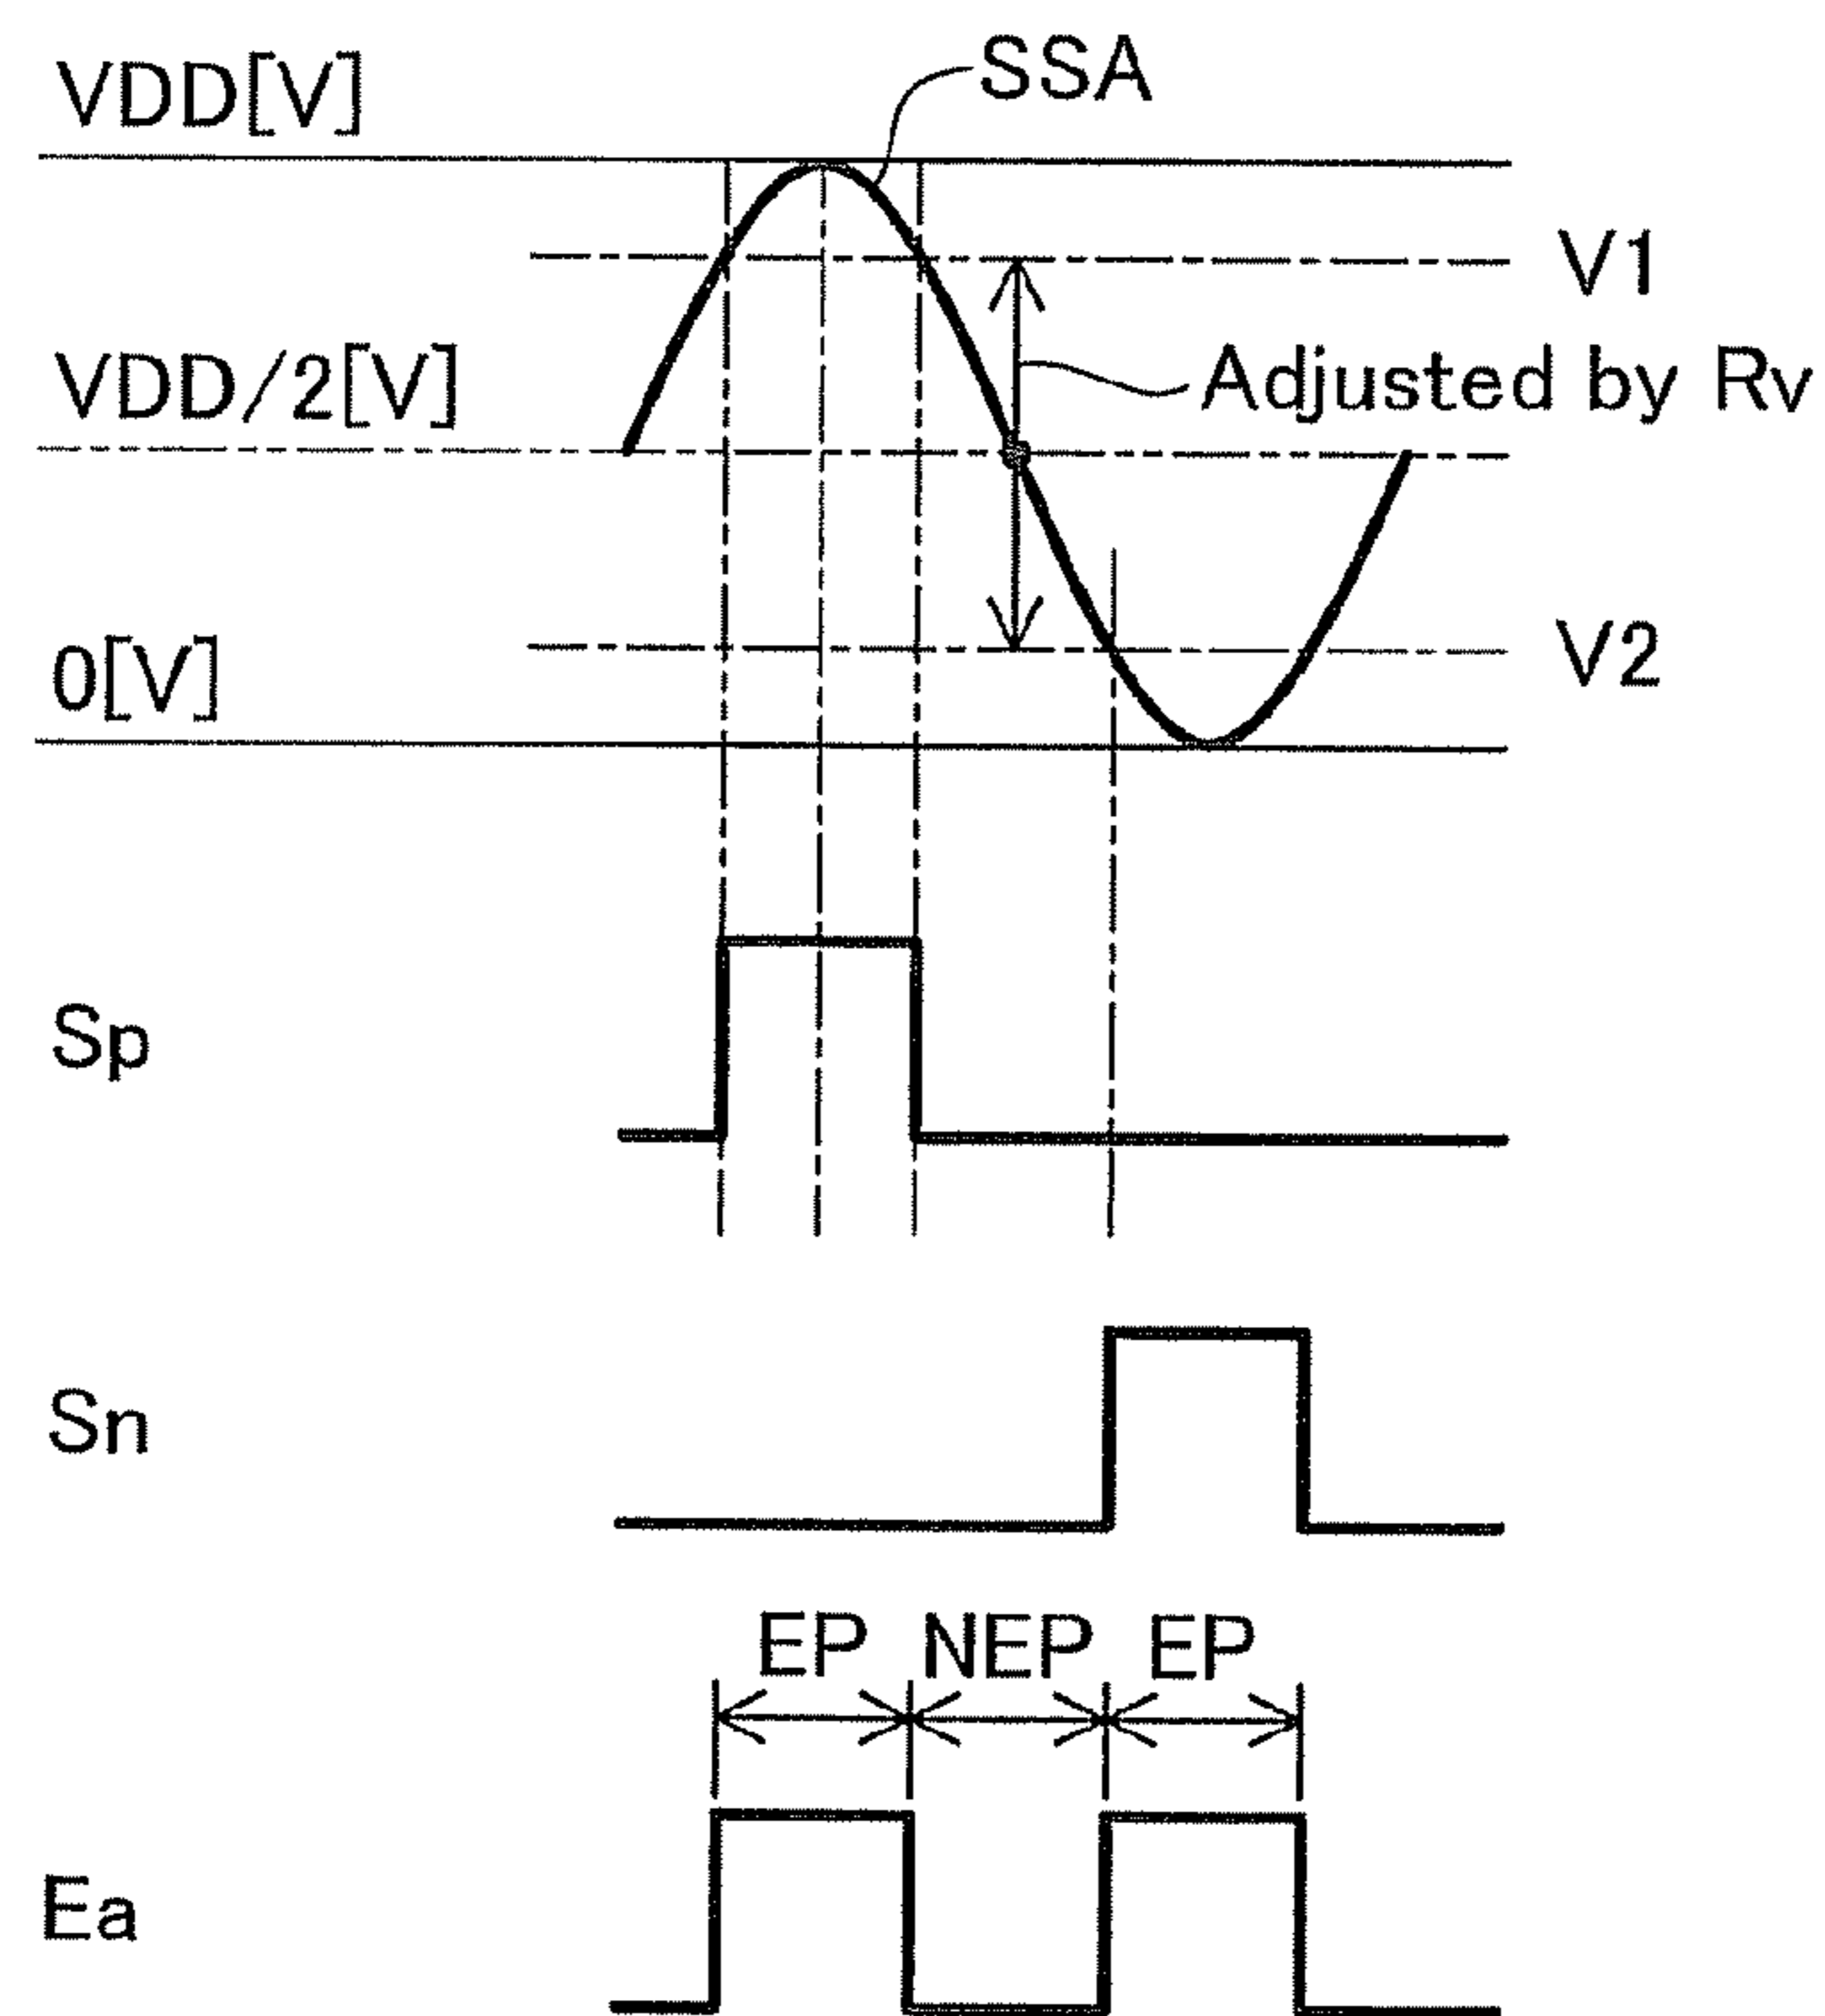 VDD[V]
SSA
V1
VDD/2[V]
Adjusted by Rv
0[V]
V2
Sp
Sn
EP NEP EP
Ea